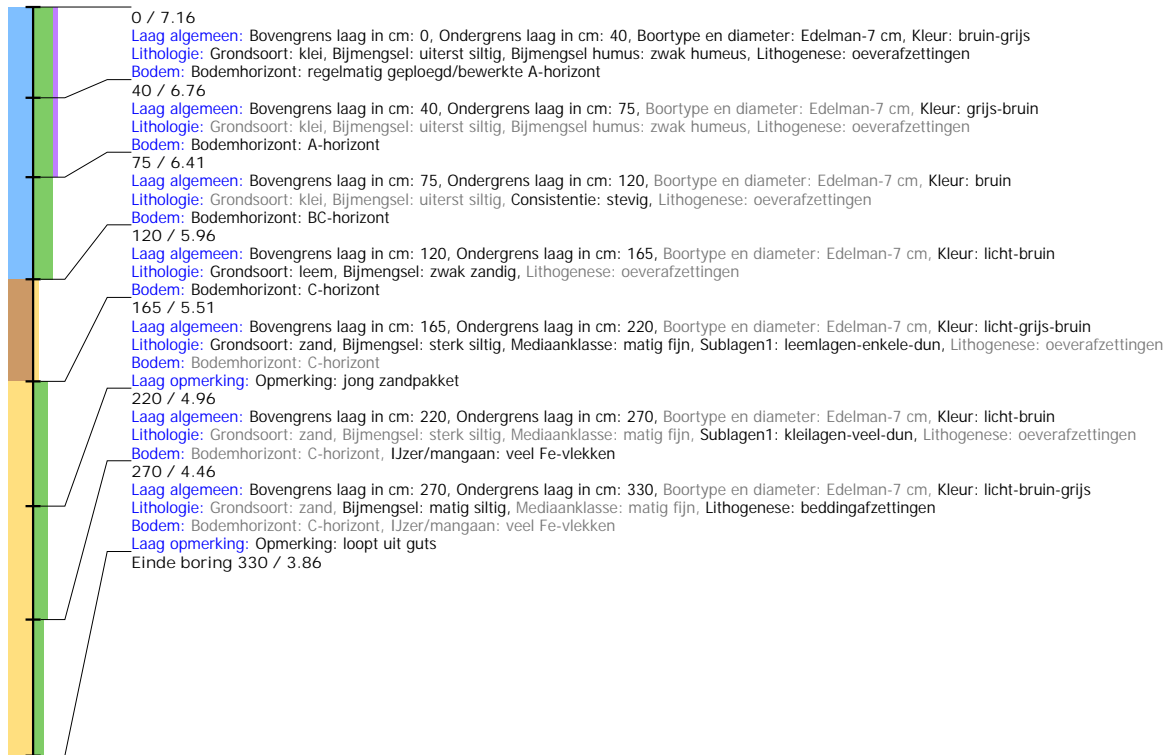 0 / 7.16
Laag algemeen: Bovengrens laag in cm: 0, Ondergrens laag in cm: 40, Boortype en diameter: Edelman-7 cm, Kleur: bruin-grijs
Lithologie: Grondsoort: klei, Bijmengsel: uiterst siltig, Bijmengsel humus: zwak humeus, Lithogenese: oeverafzettingen
Bodem: Bodemhorizont: regelmatig geploegd/bewerkte A-horizont
40 / 6.76
Laag algemeen: Bovengrens laag in cm: 40, Ondergrens laag in cm: 75, Boortype en diameter: Edelman-7 cm, Kleur: grijs-bruin
Lithologie: Grondsoort: klei, Bijmengsel: uiterst siltig, Bijmengsel humus: zwak humeus, Lithogenese: oeverafzettingen
Bodem: Bodemhorizont: A-horizont
75 / 6.41
Laag algemeen: Bovengrens laag in cm: 75, Ondergrens laag in cm: 120, Boortype en diameter: Edelman-7 cm, Kleur: bruin
Lithologie: Grondsoort: klei, Bijmengsel: uiterst siltig, Consistentie: stevig, Lithogenese: oeverafzettingen
Bodem: Bodemhorizont: BC-horizont
120 / 5.96
Laag algemeen: Bovengrens laag in cm: 120, Ondergrens laag in cm: 165, Boortype en diameter: Edelman-7 cm, Kleur: licht-bruin
Lithologie: Grondsoort: leem, Bijmengsel: zwak zandig, Lithogenese: oeverafzettingen
Bodem: Bodemhorizont: C-horizont
165 / 5.51
Laag algemeen: Bovengrens laag in cm: 165, Ondergrens laag in cm: 220, Boortype en diameter: Edelman-7 cm, Kleur: licht-grijs-bruin
Lithologie: Grondsoort: zand, Bijmengsel: sterk siltig, Mediaanklasse: matig fijn, Sublagen1: leemlagen-enkele-dun, Lithogenese: oeverafzettingen
Bodem: Bodemhorizont: C-horizont
Laag opmerking: Opmerking: jong zandpakket
220 / 4.96
Laag algemeen: Bovengrens laag in cm: 220, Ondergrens laag in cm: 270, Boortype en diameter: Edelman-7 cm, Kleur: licht-bruin
Lithologie: Grondsoort: zand, Bijmengsel: sterk siltig, Mediaanklasse: matig fijn, Sublagen1: kleilagen-veel-dun, Lithogenese: oeverafzettingen
Bodem: Bodemhorizont: C-horizont, IJzer/mangaan: veel Fe-vlekken
270 / 4.46
Laag algemeen: Bovengrens laag in cm: 270, Ondergrens laag in cm: 330, Boortype en diameter: Edelman-7 cm, Kleur: licht-bruin-grijs
Lithologie: Grondsoort: zand, Bijmengsel: matig siltig, Mediaanklasse: matig fijn, Lithogenese: beddingafzettingen
Bodem: Bodemhorizont: C-horizont, IJzer/mangaan: veel Fe-vlekken
Laag opmerking: Opmerking: loopt uit guts
Einde boring 330 / 3.86